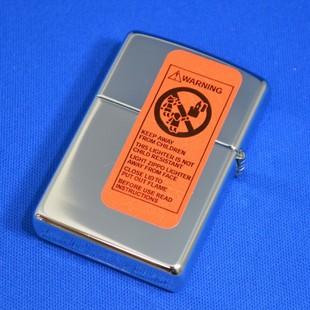 WARNING
KEEP AWAY
FROM CHILDREN
THIS LIGHTER IS NOT
CHILD RESISTANT
LIGHT ZIPPO LIGHTER
AWAY FROM FACE
CLOSE LID TO
PUT OUT FLAME
BEFORE USE READ
INSTRUCTIONS